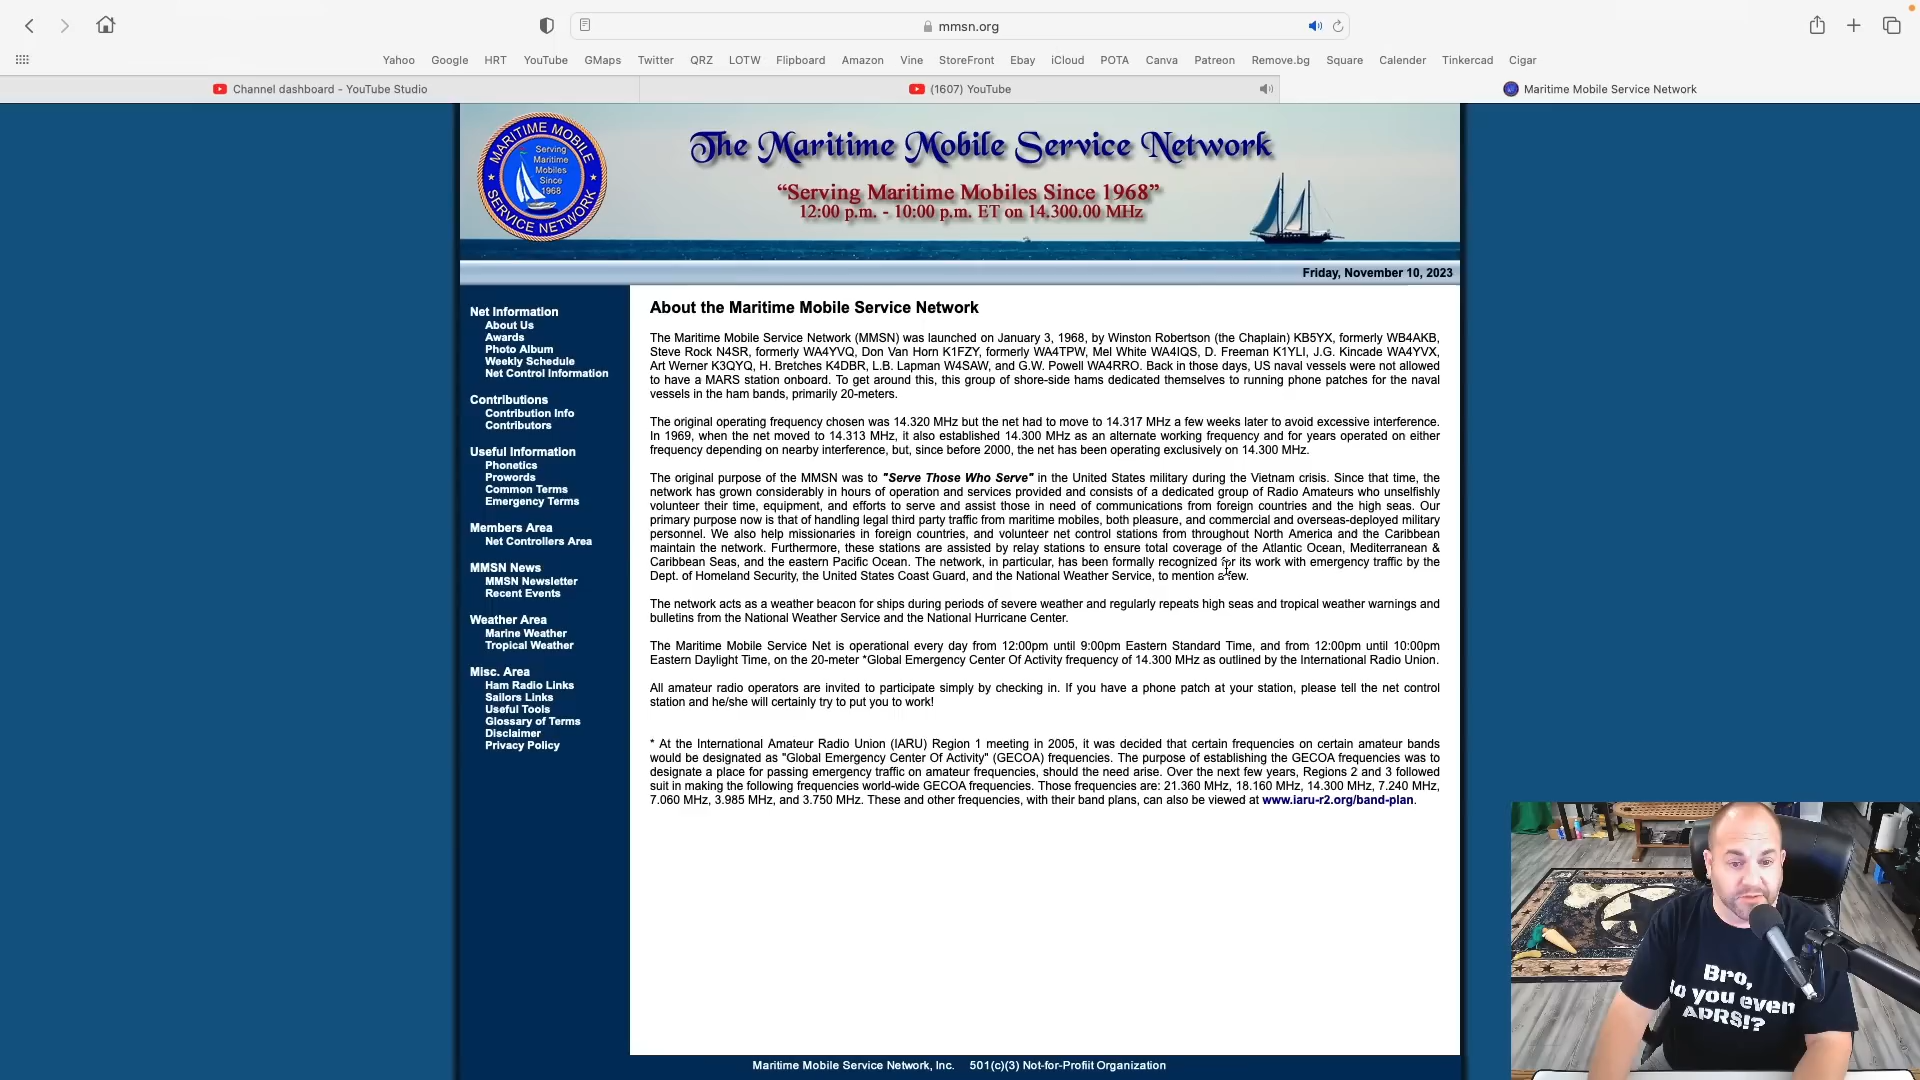 mmsn.org
Yahoo Google HRT YouTube GMaps Twitter QRZ LOTW Flipboard Amazon Vine StoreFront Ebay iCloud POTA Canva Patreon Remove.bg Square Calender Tinkercad Cigar
Channel dashboard - YouTube Studio
(1607) YouTube
Maritime Mobile Service Network
MARITIME MOBILE
Serving
Maritime
Mobiles
Since
1968
SERVICE NETWORK
The Maritime Mobile Service Network
“Serving Maritime Mobiles Since 1968”
12:00 p.m. - 10:00 p.m. ET on 14.300.00 MHz
Friday, November 10, 2023
Net Information
About Us
Awards
Photo Album
Weekly Schedule
Net Control Information
Contributions
Contribution Info
Contributors
Useful Information
Phonetics
Prowords
Common Terms
Emergency Terms
Members Area
Net Controllers Area
MMSN News
MMSN Newsletter
Recent Events
Weather Area
Marine Weather
Tropical Weather
Misc. Area
Ham Radio Links
Sailors Links
Useful Tools
Glossary of Terms
Disclaimer
Privacy Policy
About the Maritime Mobile Service Network
The Maritime Mobile Service Network (MMSN) was launched on January 3, 1968, by Winston Robertson (the Chaplain) KB5YX, formerly WB4AKB,
Steve Rock N4SR, formerly WA4YVQ, Don Van Horn K1FZY, formerly WA4TPW, Mel White WA4IQS, D. Freeman K1YLI, J.G. Kincade WA4YVX,
Art Werner K3QYQ, H. Bretches K4DBR, L.B. Lapman W4SAW, and G.W. Powell WA4RRO. Back in those days, US naval vessels were not allowed
to have a MARS station onboard. To get around this, this group of shore-side hams dedicated themselves to running phone patches for the naval
vessels in the ham bands, primarily 20-meters.
The original operating frequency chosen was 14.320 MHz but the net had to move to 14.317 MHz a few weeks later to avoid excessive interference.
In 1969, when the net moved to 14.313 MHz, it also established 14.300 MHz as an alternate working frequency and for years operated on either
frequency depending on nearby interference, but, since before 2000, the net has been operating exclusively on 14.300 MHz.
The original purpose of the MMSN was to "Serve Those Who Serve" in the United States military during the Vietnam crisis. Since that time, the
network has grown considerably in hours of operation and services provided and consists of a dedicated group of Radio Amateurs who unselfishly
volunteer their time, equipment, and efforts to serve and assist those in need of communications from foreign countries and the high seas. Our
primary purpose now is that of handling legal third party traffic from maritime mobiles, both pleasure, and commercial and overseas-deployed military
personnel. We also help missionaries in foreign countries, and volunteer net control stations from throughout North America and the Caribbean
maintain the network. Furthermore, these stations are assisted by relay stations to ensure total coverage of the Atlantic Ocean, Mediterranean &
Caribbean Seas, and the eastern Pacific Ocean. The network, in particular, has been formally recognized for its work with emergency traffic by the
Dept. of Homeland Security, the United States Coast Guard, and the National Weather Service, to mention a few.
The network acts as a weather beacon for ships during periods of severe weather and regularly repeats high seas and tropical weather warnings and
bulletins from the National Weather Service and the National Hurricane Center.
The Maritime Mobile Service Net is operational every day from 12:00pm until 9:00pm Eastern Standard Time, and from 12:00pm until 10:00pm
Eastern Daylight Time, on the 20-meter *Global Emergency Center Of Activity frequency of 14.300 MHz as outlined by the International Radio Union.
All amateur radio operators are invited to participate simply by checking in. If you have a phone patch at your station, please tell the net control
station and he/she will certainly try to put you to work!
* At the International Amateur Radio Union (IARU) Region 1 meeting in 2005, it was decided that certain frequencies on certain amateur bands
would be designated as "Global Emergency Center Of Activity" (GECOA) frequencies. The purpose of establishing the GECOA frequencies was to
designate a place for passing emergency traffic on amateur frequencies, should the need arise. Over the next few years, Regions 2 and 3 followed
suit in making the following frequencies world-wide GECOA frequencies. Those frequencies are: 21.360 MHz, 18.160 MHz, 14.300 MHz, 7.240 MHz,
7.060 MHz, 3.985 MHz, and 3.750 MHz. These and other frequencies, with their band plans, can also be viewed at www.iaru-r2.org/band-plan.
Bro,
do you even
APRS!?
Maritime Mobile Service Network, Inc. 501(c)(3) Not-for-Profiit Organization